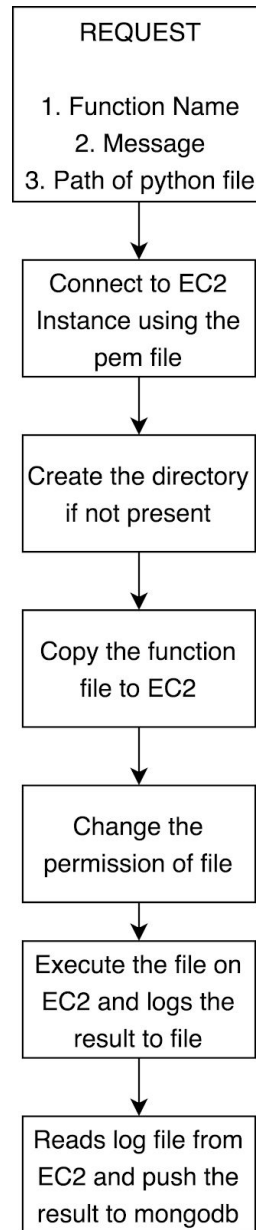 REQUEST
1. Function Name
2. Message
3. Path of python file
Connect to EC2
Instance using the
pem file
Create the directory
if not present
Copy the function
file to EC2
Change the
permission of file
Execute the file on
EC2 and logs the
result to file
Reads log file from
EC2 and push the
result to mongodb